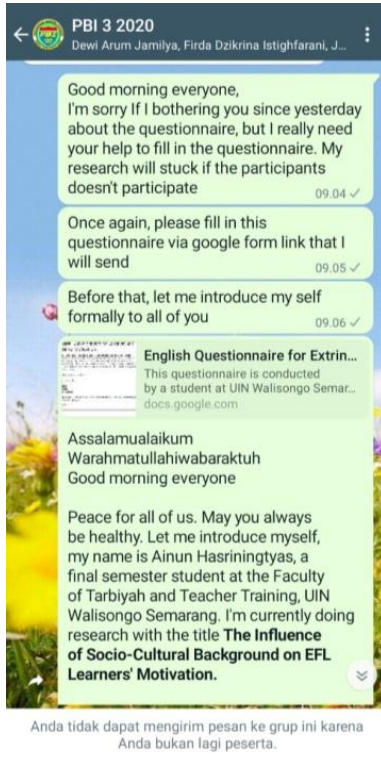 PBI 3 2020
Dewi Arum Jamilya, Firda Dzikrina Istighfarani, J...
Good morning everyone,
I'm sorry If I bothering you since yesterday
about the questionnaire, but I really need
your help to fill in the questionnaire. My
research will stuck if the participants
doesn't participate
09.04
Once again, please fill in this
questionnaire via google form link that I
will send
09.05
Before that, let me introduce my self
formally to all of you
09.06
English Questionnaire for Extrin...
This questionnaire is conducted
by a student at UIN Walisongo Semar...
docs.google.com
Assalamualaikum
Warahmatullahiwabaraktuh
Good morning everyone
Peace for all of us. May you always
be healthy. Let me introduce myself,
my name is Ainun Hasriningtyas, a
final semester student at the Faculty
of Tarbiyah and Teacher Training, UIN
Walisongo Semarang. I'm currently doing
research with the title The Influence
of Socio-Cultural Background on EFL
Learners' Motivation.
Anda tidak dapat mengirim pesan ke grup ini karena
Anda bukan lagi peserta.